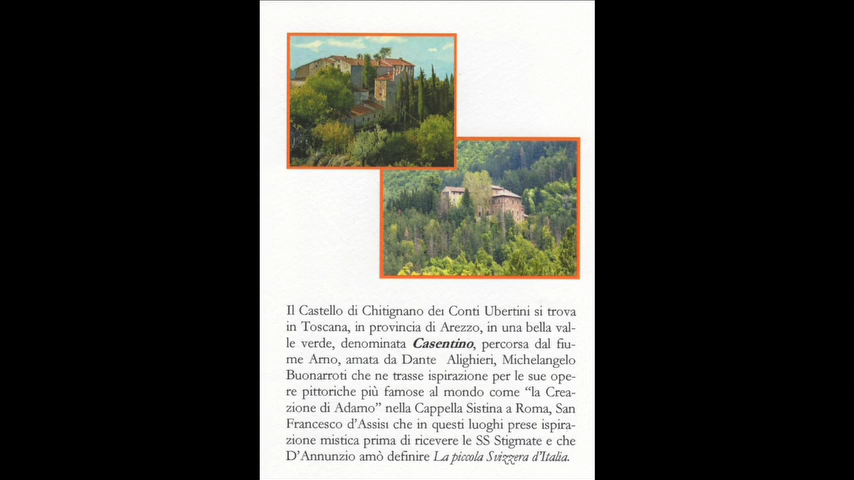 Il Castello di Chitignano dei Conti Ubertini si trova
in Toscana, in provincia di Arezzo, in una bella val-
le verde, denominata Casentino, percorsa dal fiu-
me Arno, amata da Dante Alighieri, Michelangelo
Buonarroti che ne trasse ispirazione per le sue ope-
re pittoriche più famose al mondo come “la Crea-
zione di Adamo” nella Cappella Sistina a Roma, San
Francesco d’Assisi che in questi luoghi prese ispira-
zione mistica prima di ricevere le SS Stigmate e che
D’Annunzio amò definire La piccola Svizzera d’Italia.